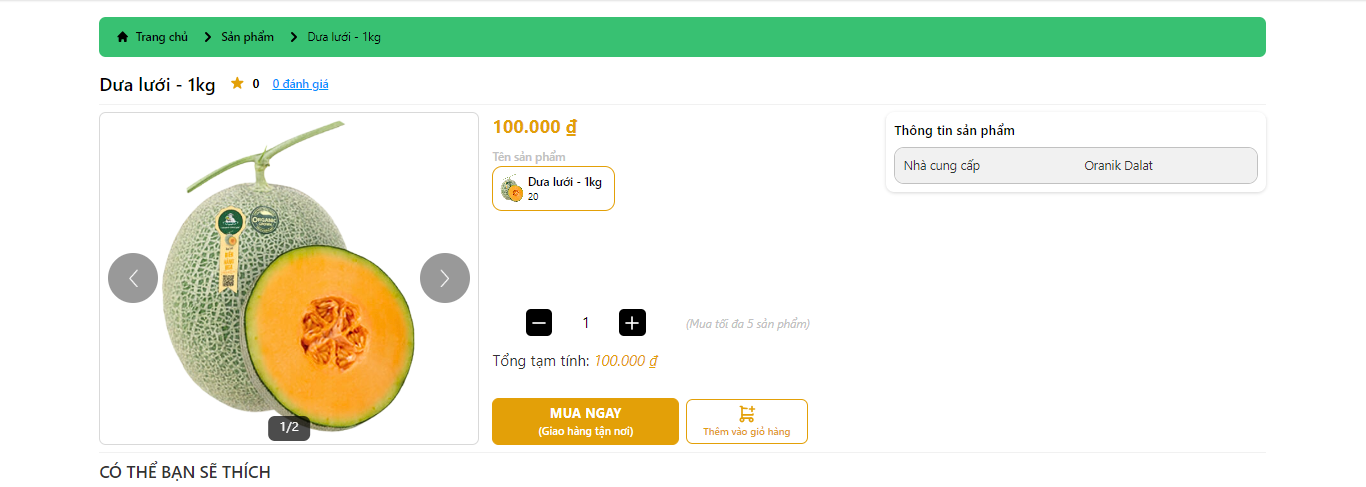 Trang chủ > Sản phẩm > Dưa lưới - 1kg
Dưa lưới - 1kg 0 0 đánh giá
100.000 ₫
Tên sản phẩm
Dưa lưới - 1kg
20
1 (Mua tối đa 5 sản phẩm)
Tổng tạm tính: 100.000 ₫
MUA NGAY
(Giao hàng tận nơi)
Thêm vào giỏ hàng
Thông tin sản phẩm
Nhà cung cấp Oranik Dalat
ORGANIC
1/2
CÓ THỂ BẠN SẼ THÍCH